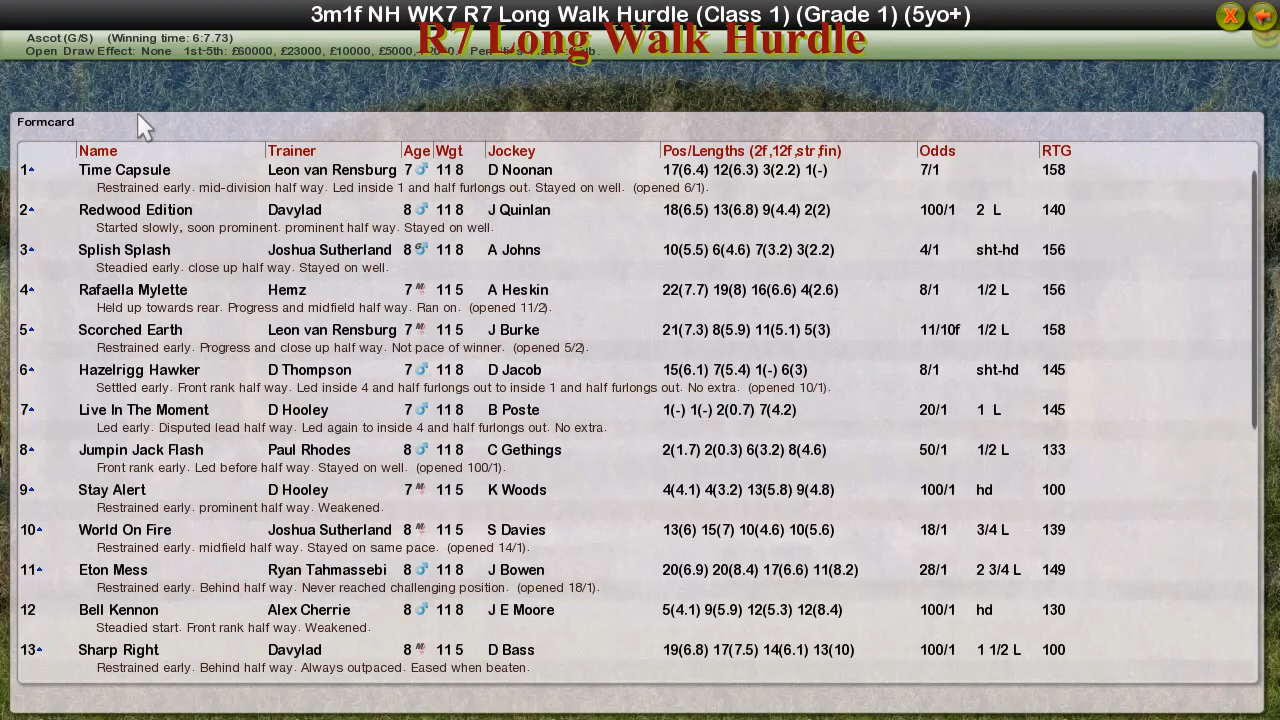 3m1f NH WK7 R7 Long Walk Hurdle (Class 1) (Grade 1) (5yo+)
R7 Long Walk Hurdle
Ascot(G/S) (Winning time: 6:7.73)
Open Draw Effect: None 1st-5th: £60000, £23000, £10000, £5000,
Formcard
Name Trainer Age Wgt Jockey Pos/Lengths (2f,12f,str,fin) Odds RTG
1 Time Capsule Leon van Rensburg 7 11 8 D Noonan 17(6.4) 12(6.3) 3(2.2) 1(-) 7/1 158
Restrained early. mid-division half way. Led inside 1 and half furlongs out. Stayed on well. (opened 6/1).
2 Redwood Edition Davylad 8 11 8 J Quinlan 18(6.5) 13(6.8) 9(4.4) 2(2) 100/1 2 L 140
Started slowly, soon prominent. prominent half way. Stayed on well.
3 Splish Splash Joshua Sutherland 8 11 8 A Johns 10(5.5) 6(4.6) 7(3.2) 3(2.2) 4/1 sht-hd 156
Steadied early. close up half way. Stayed on well.
4 Rafaella Mylette Hemz 7 11 5 A Heskin 22(7.7) 19(8) 16(6.6) 4(2.6) 8/1 1/2 L 156
Held up towards rear. Progress and midfield half way. Ran on. (opened 11/2).
5 Scorched Earth Leon van Rensburg 7 11 5 J Burke 21(7.3) 8(5.9) 11(5.1) 5(3) 11/10f 1/2 L 158
Restrained early. Progress and close up half way. Not pace of winner. (opened 5/2).
6 Hazelrigg Hawker D Thompson 7 11 8 D Jacob 15(6.1) 7(5.4) 1(-) 6(3) 8/1 sht-hd 145
Settled early. Front rank half way. Led inside 4 and half furlongs out to inside 1 and half furlongs out. No extra. (opened 10/1).
7 Live In The Moment D Hooley 7 11 8 B Poste 1(-) 1(-) 2(0.7) 7(4.2) 20/1 1 L 145
Led early. Disputed lead half way. Led again to inside 4 and half furlongs out. No extra.
8 Jumpin Jack Flash Paul Rhodes 8 11 8 C Gethings 2(1.7) 2(0.3) 6(3.2) 8(4.6) 50/1 1/2 L 133
Front rank early. Led before half way. Stayed on well. (opened 100/1).
9 Stay Alert D Hooley 7 11 5 K Woods 4(4.1) 4(3.2) 13(5.8) 9(4.8) 100/1 hd 100
Restrained early. prominent half way. Weakened.
10 World On Fire Joshua Sutherland 8 11 5 S Davies 13(6) 15(7) 10(4.6) 10(5.6) 18/1 3/4 L 139
Restrained early. midfield half way. Stayed on same pace. (opened 14/1).
11 Eton Mess Ryan Tahmassebi 8 11 8 J Bowen 20(6.9) 20(8.4) 17(6.6) 11(8.2) 28/1 2 3/4 L 149
Restrained early. Behind half way. Never reached challenging position. (opened 18/1).
12 Bell Kennon Alex Cherrie 8 11 8 J E Moore 5(4.1) 9(5.9) 12(5.3) 12(8.4) 100/1 hd 130
Steadied start. Front rank half way. Weakened.
13 Sharp Right Davylad 8 11 5 D Bass 19(6.8) 17(7.5) 14(6.1) 13(10) 100/1 1 1/2 L 100
Restrained early. Behind half way. Always outpaced. Eased when beaten.